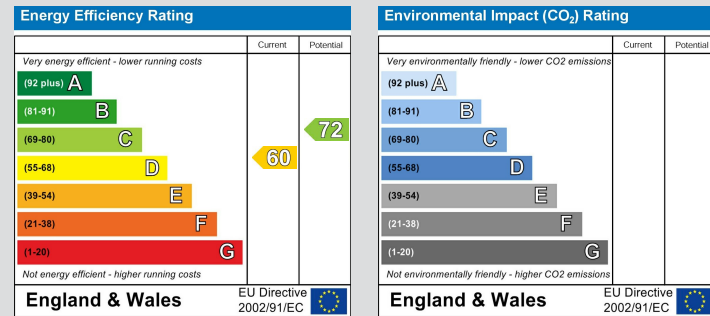 Energy Efficiency Rating
Current Potential
Very energy efficient - lower running costs
(92 plus) A
(81-91) B
(69-80) C
72
(55-68) D
60
(39-54) E
(21-38) F
(1-20) G
Not energy efficient - higher running costs
England & Wales
EU Directive
2002/91/EC
Environmental Impact (CO₂) Rating
Current Potential
Very environmentally friendly - lower CO2 emissions
(92 plus) A
(81-91) B
(69-80) C
(55-68) D
(39-54) E
(21-38) F
(1-20) G
Not environmentally friendly - higher CO2 emissions
England & Wales
EU Directive
2002/91/EC